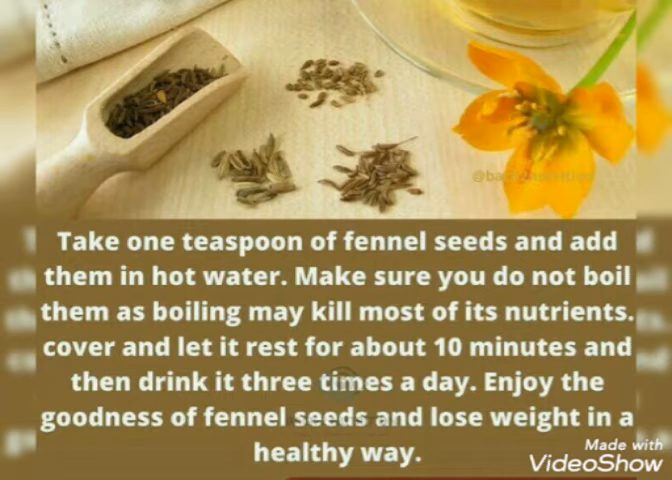 Take one teaspoon of fennel seeds and add
them in hot water. Make sure you do not boil
them as boiling may kill most of its nutrients.
cover and let it rest for about 10 minutes and
then drink it three times a day. Enjoy the
goodness of fennel seeds and lose weight in a
healthy way.
Made with
VideoShow